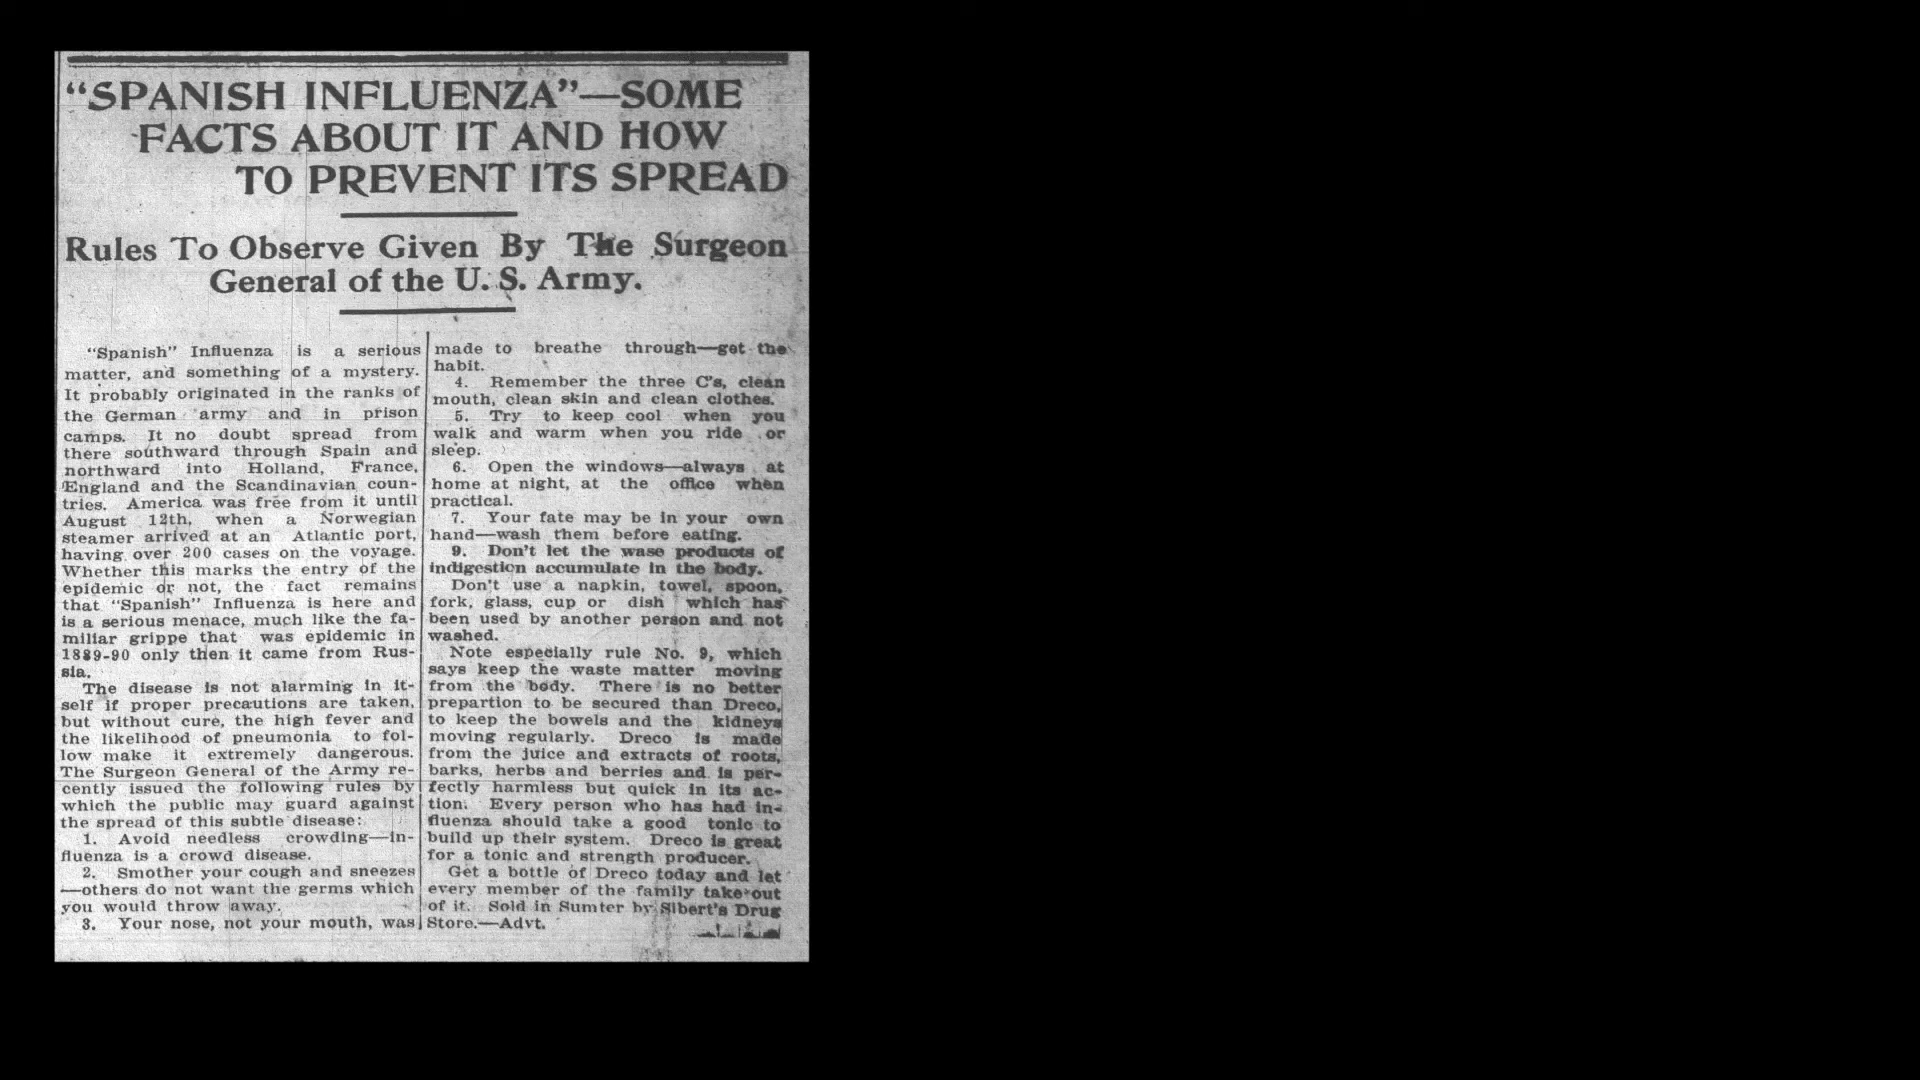 “SPANISH INFLUENZA”—SOME
FACTS ABOUT IT AND HOW
TO PREVENT ITS SPREAD
Rules To Observe Given By The Surgeon
General of the U. S. Army.
“Spanish” Influenza is a serious
matter, and something of a mystery.
It probably originated in the ranks of
the German army and in prison
camps. It no doubt spread from
there southward through Spain and
northward into Holland, France,
England and the Scandinavian coun-
tries. America was free from it until
August 12th, when a Norwegian
steamer arrived at an Atlantic port,
having over 200 cases on the voyage.
Whether this marks the entry of the
epidemic or not, the fact remains
that “Spanish” Influenza is here and
is a serious menace, much like the fa-
miliar grippe that was epidemic in
1889-90 only then it came from Rus-
sia.
The disease is not alarming in it-
self if proper precautions are taken,
but without cure, the high fever and
the likelihood of pneumonia to fol-
low make it extremely dangerous.
The Surgeon General of the Army re-
cently issued the following rules by
which the public may guard against
the spread of this subtle disease:
1. Avoid needless crowding—in-
fluenza is a crowd disease.
2. Smother your cough and sneezes
—others do not want the germs which
you would throw away.
3. Your nose, not your mouth, was
made to breathe through—get the
habit.
4. Remember the three C's, clean
mouth, clean skin and clean clothes.
5. Try to keep cool when you
walk and warm when you ride or
sleep.
6. Open the windows—always at
home at night, at the office when
practical.
7. Your fate may be in your own
hand—wash them before eating.
9. Don't let the wase products of
indigestion accumulate in the body.
Don't use a napkin, towel, spoon,
fork, glass, cup or dish which has
been used by another person and not
washed.
Note especially rule No. 9, which
says keep the waste matter moving
from the body. There is no better
prepartion to be secured than Dreco,
to keep the bowels and the kidneys
moving regularly. Dreco is made
from the juice and extracts of roots,
barks, herbs and berries and is per-
fectly harmless but quick in its ac-
tion. Every person who has had in-
fluenza should take a good tonic to
build up their system. Dreco is great
for a tonic and strength producer.
Get a bottle of Dreco today and let
every member of the family take out
of it. Sold in Sumter by Sibert's Drug
Store.—Advt.